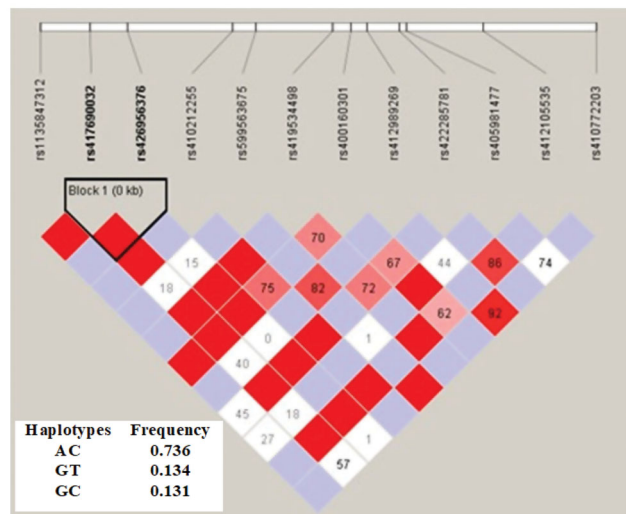 rs1135847312
rs417690032
rs426956376
rs410212255
rs599563675
rs419534498
rs400160301
rs412989269
rs422285781
rs405981477
rs412105535
rs410772203
Block 1 (0 kb)
70
15 67 44 86 74
18 75 82 72
62 92
0 1
40
45 18
27 1
57
Haplotypes Frequency
AC 0.736
GT 0.134
GC 0.131